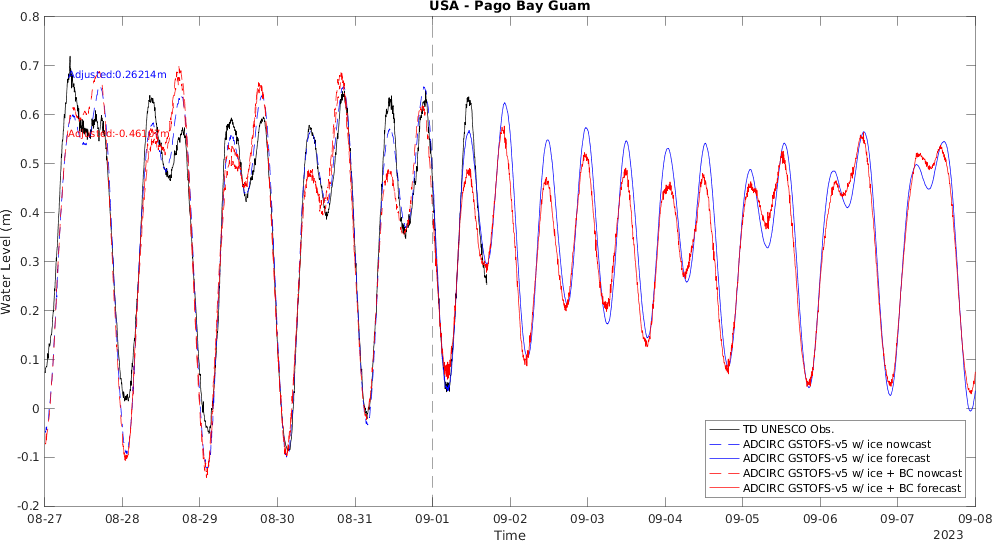 USA - Pago Bay Guam
0.8
0.7
0.6
0.5
0.4
0.3
0.2
0.1
0
-0.1
-0.2
Water Level (m)
Adjusted:0.26214m
08-27
08-28
08-29
08-30
08-31
09-01
09-02
09-03
09-04
09-05
09-06
09-07
09-08
Time
2023
TD UNESCO Obs.
ADCIRC GSTOFS-v5 w/ ice nowcast
ADCIRC GSTOFS-v5 w/ ice forecast
ADCIRC GSTOFS-v5 w/ ice + BC nowcast
ADCIRC GSTOFS-v5 w/ ice + BC forecast